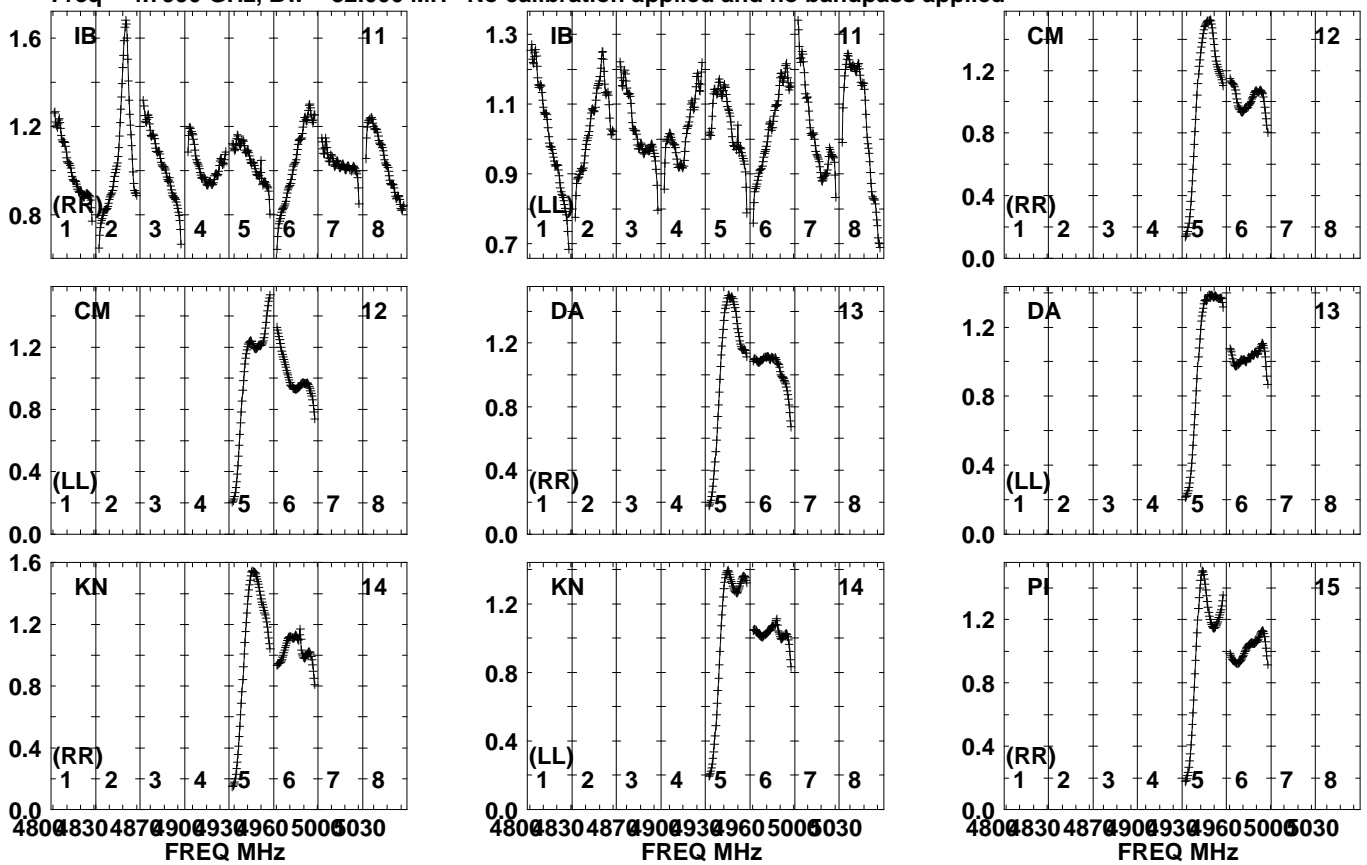 No calibration applied and no bandpass applied
1.6 IB 11 1.3 IB 11 CM 12
1.2 1.1 1.2
0.8 0.9 0.8
0.7 0.4
0.0
(RR) (LL) (RR)
1 2 3 4 5 6 7 8 1 2 3 4 5 6 7 8 1 2 3 4 5 6 7 8
CM 12 DA 13 DA 13
1.2 1.2 1.2
0.8 0.8 0.8
0.4 0.4 0.4
0.0 0.0 0.0
(LL) (RR) (LL)
1 2 3 4 5 6 7 8 1 2 3 4 5 6 7 8 1 2 3 4 5 6 7 8
1.6 KN 14 KN 14 PI 15
1.2 1.2 1.2
0.8 0.8 0.8
0.4 0.4 0.4
0.0 0.0 0.0
(RR) (LL) (RR)
1 2 3 4 5 6 7 8 1 2 3 4 5 6 7 8 1 2 3 4 5 6 7 8
4800 4830 4870 4900 4930 4960 5000 5030 4800 4830 4870 4900 4930 4960 5000 5030 4800 4830 4870 4900 4930 4960 5000 5030
FREQ MHz FREQ MHz FREQ MHz